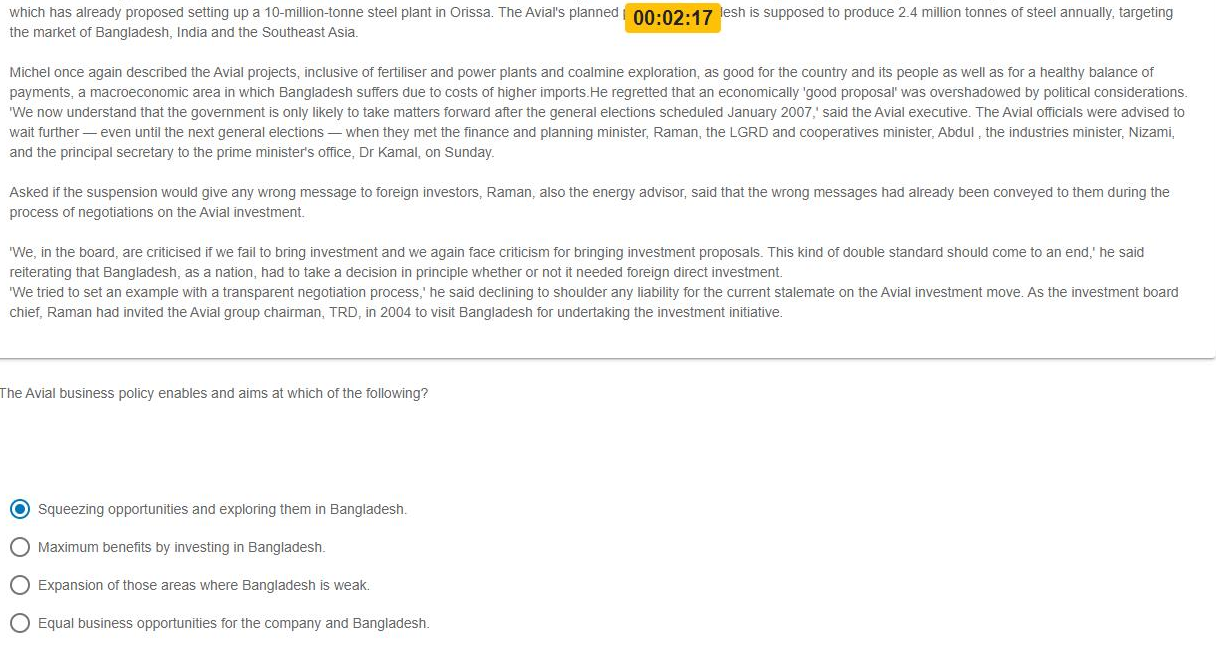 which has already proposed setting up a 10-million-tonne steel plant in Orissa. The Avial's planned 00:02:17 esh is supposed to produce 2.4 million tonnes of steel annually, targeting
the market of Bangladesh, India and the Southeast Asia.
Michel once again described the Avial projects, inclusive of fertiliser and power plants and coalmine exploration, as good for the country and its people as well as for a healthy balance of
payments, a macroeconomic area in which Bangladesh suffers due to costs of higher imports.He regretted that an economically 'good proposal' was overshadowed by political considerations.
'We now understand that the government is only likely to take matters forward after the general elections scheduled January 2007,' said the Avial executive. The Avial officials were advised to
wait further — even until the next general elections — when they met the finance and planning minister, Raman, the LGRD and cooperatives minister, Abdul , the industries minister, Nizami,
and the principal secretary to the prime minister's office, Dr Kamal, on Sunday.
Asked if the suspension would give any wrong message to foreign investors, Raman, also the energy advisor, said that the wrong messages had already been conveyed to them during the
process of negotiations on the Avial investment.
'We, in the board, are criticised if we fail to bring investment and we again face criticism for bringing investment proposals. This kind of double standard should come to an end,' he said
reiterating that Bangladesh, as a nation, had to take a decision in principle whether or not it needed foreign direct investment.
'We tried to set an example with a transparent negotiation process,' he said declining to shoulder any liability for the current stalemate on the Avial investment move. As the investment board
chief, Raman had invited the Avial group chairman, TRD, in 2004 to visit Bangladesh for undertaking the investment initiative.
The Avial business policy enables and aims at which of the following?
Squeezing opportunities and exploring them in Bangladesh.
Maximum benefits by investing in Bangladesh.
Expansion of those areas where Bangladesh is weak.
Equal business opportunities for the company and Bangladesh.